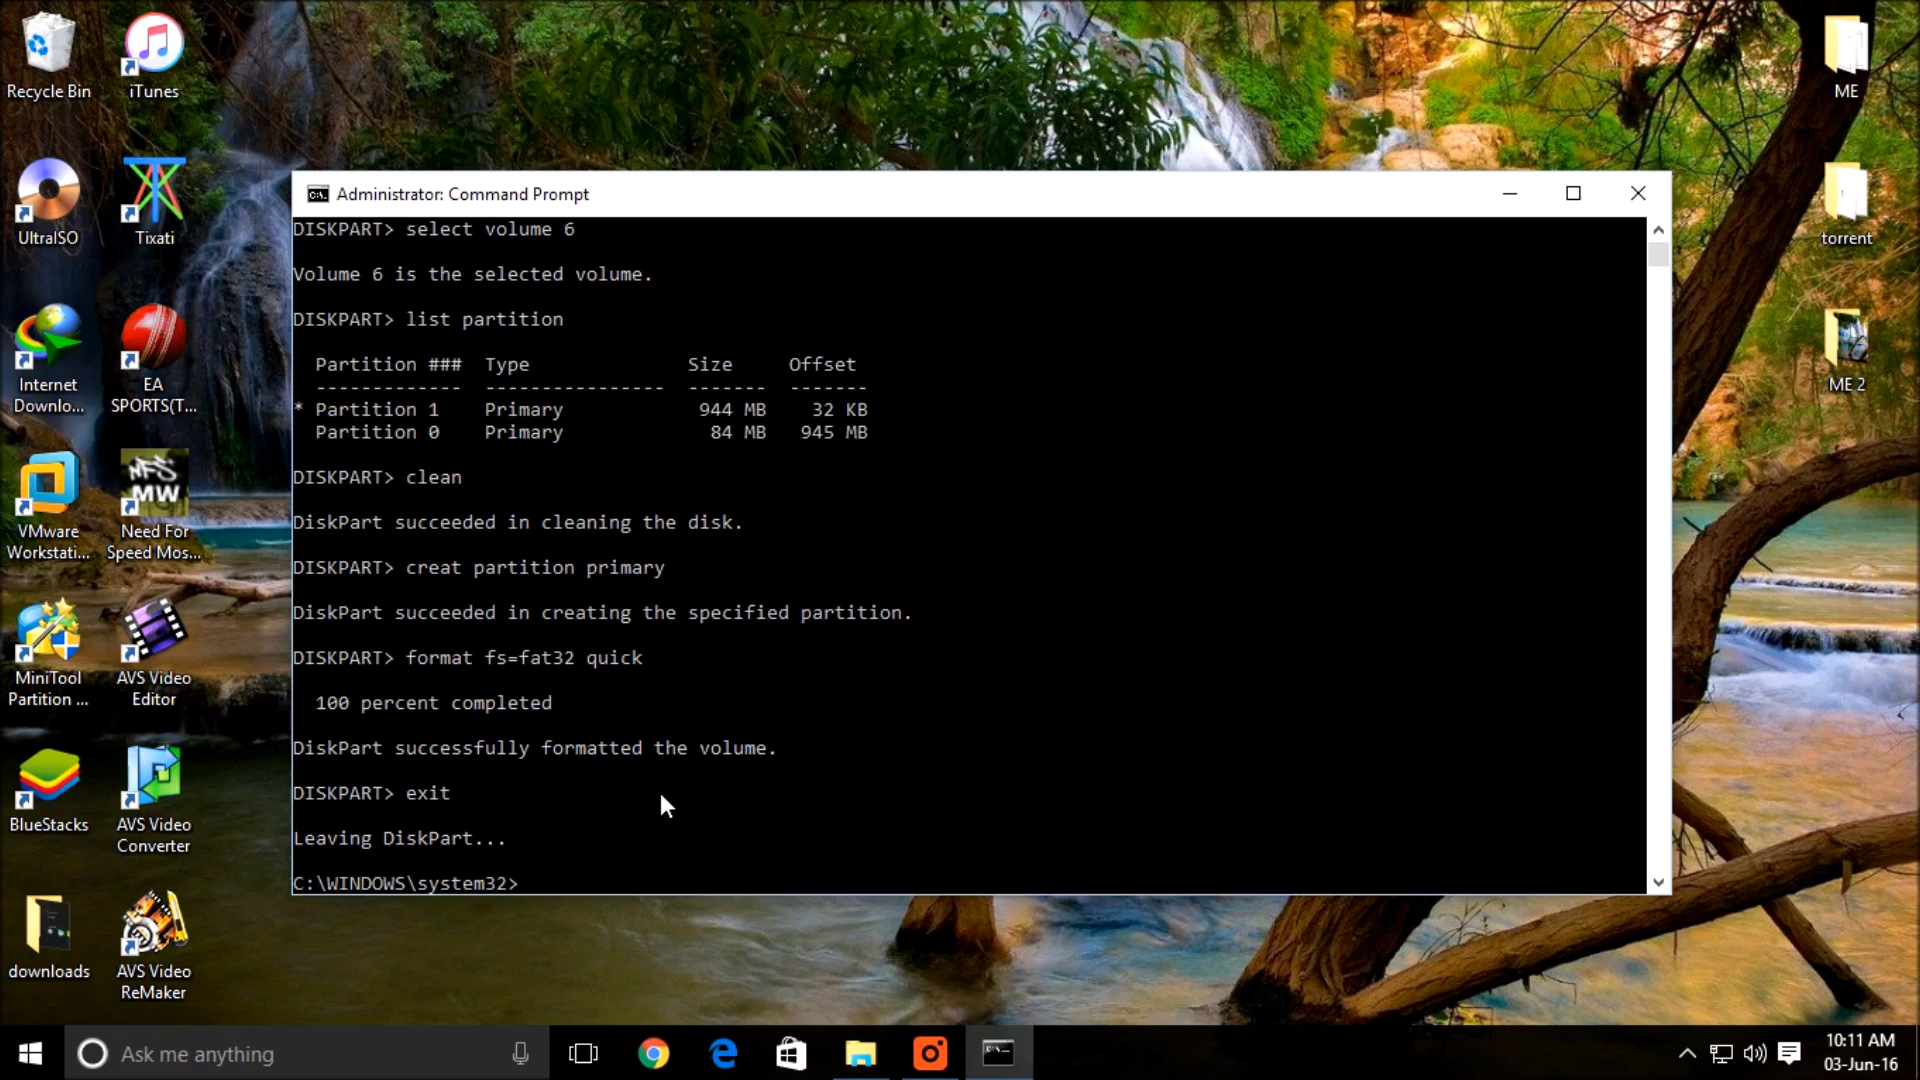 Recycle Bin
iTunes
UltraISO
Tixati
Internet
Downlo...
EA
SPORTS(T...
VMware
Workstati...
NFS
MW
Need For
Speed Mos...
MiniTool
Partition ...
AVS Video
Editor
BlueStacks
AVS Video
Converter
downloads
AVS Video
ReMaker
ME
torrent
ME 2
Administrator: Command Prompt
DISKPART> select volume 6
Volume 6 is the selected volume.
DISKPART> list partition
Partition ###  Type              Size     Offset
-------------  ----------------  -------  -------
* Partition 1    Primary            944 MB    32 KB
Partition 0    Primary             84 MB   945 MB
DISKPART> clean
DiskPart succeeded in cleaning the disk.
DISKPART> creat partition primary
DiskPart succeeded in creating the specified partition.
DISKPART> format fs=fat32 quick
100 percent completed
DiskPart successfully formatted the volume.
DISKPART> exit
Leaving DiskPart...
C:\WINDOWS\system32>
Ask me anything
10:11 AM
03-Jun-16